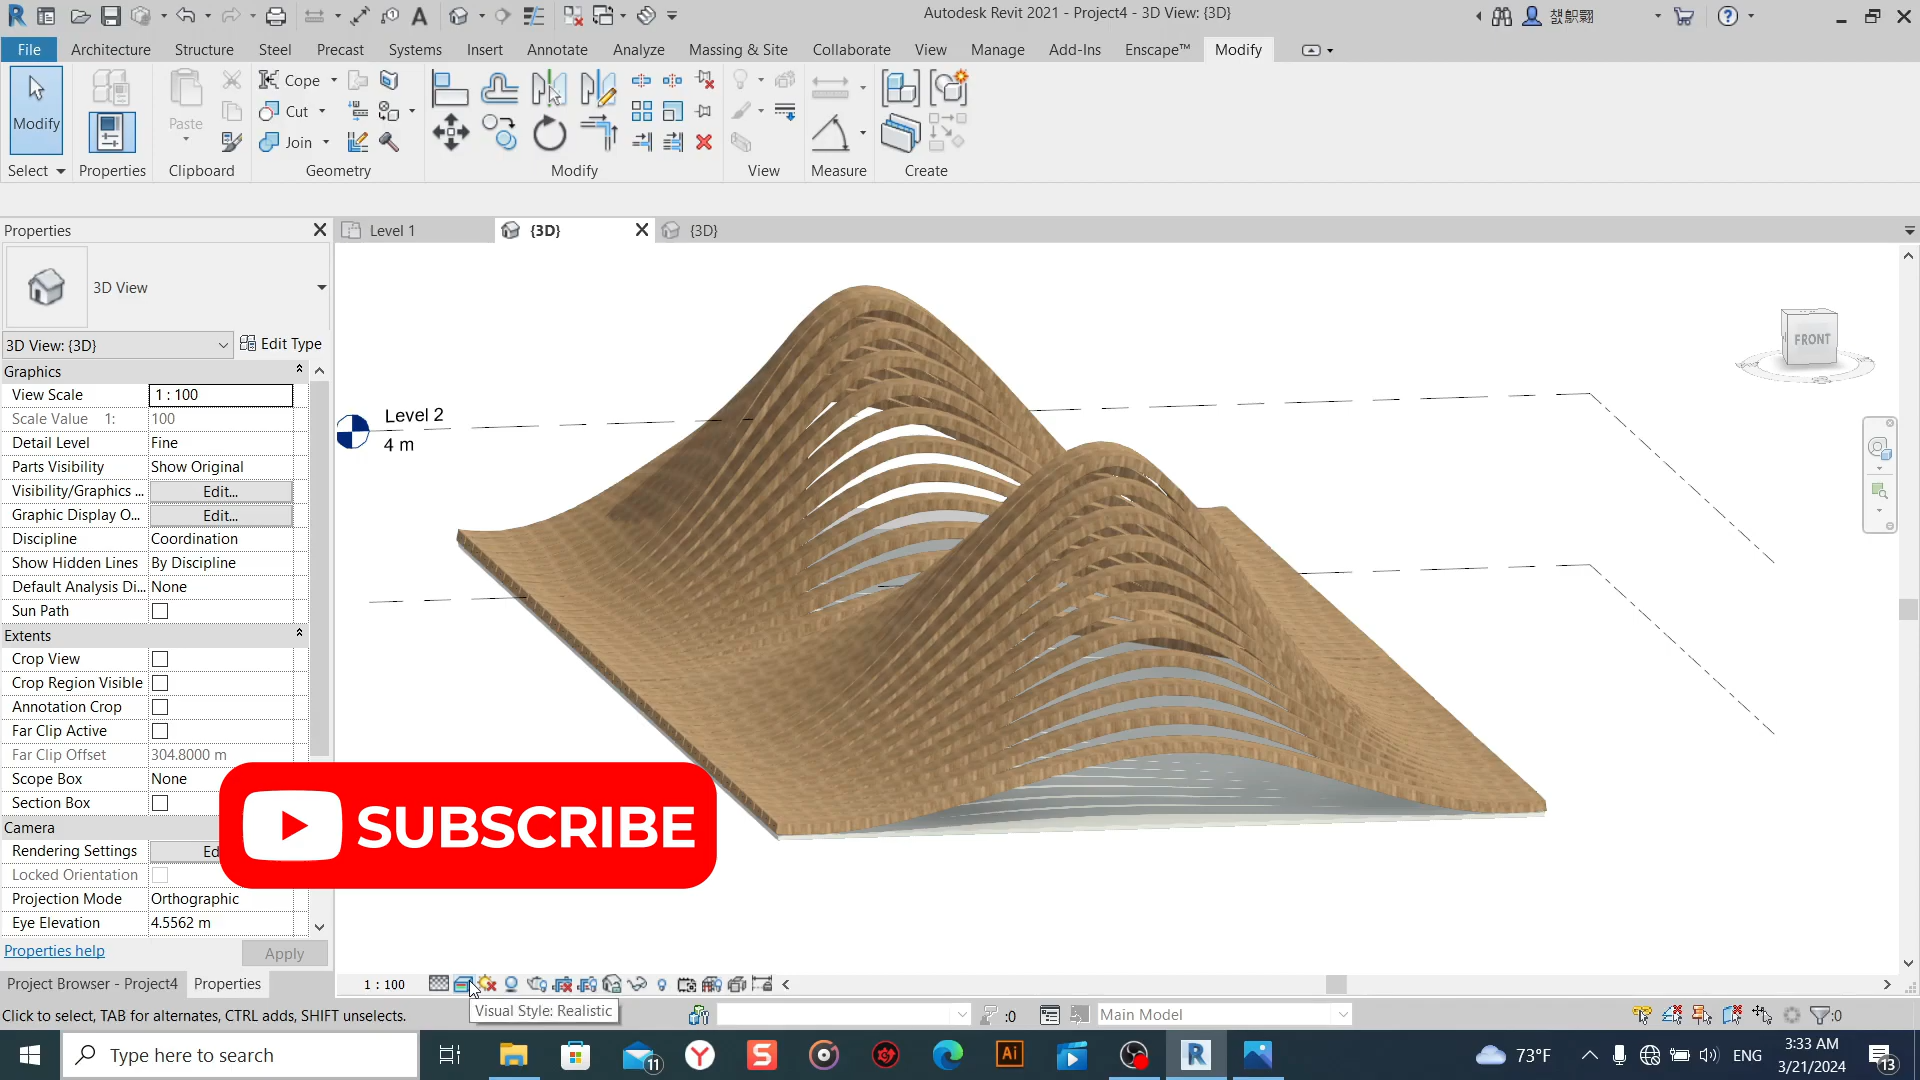 Autodesk Revit 2021 - Project4 - 3D View: {3D}
File Architecture Structure Steel Precast Systems Insert Annotate Analyze Massing & Site Collaborate View Manage Add-Ins Enscape™ Modify
Modify
Paste
Cope
Cut
Join
Select Properties Clipboard Geometry Modify View Measure Create
Properties
Level 1
{3D}
{3D}
3D View
3D View: {3D}
Edit Type
Graphics
View Scale 1 : 100
Scale Value 1: 100
Detail Level Fine
Parts Visibility Show Original
Visibility/Graphics ... Edit...
Graphic Display O... Edit...
Discipline Coordination
Show Hidden Lines By Discipline
Default Analysis Di... None
Sun Path
Extents
Crop View
Crop Region Visible
Annotation Crop
Far Clip Active
Far Clip Offset 304.8000 m
Scope Box None
Section Box
Camera
Rendering Settings Ed
Locked Orientation
Projection Mode Orthographic
Eye Elevation 4.5562 m
Properties help
Apply
Project Browser - Project4
Properties
Level 2
4 m
FRONT
SUBSCRIBE
1 : 100
Visual Style: Realistic
Click to select, TAB for alternates, CTRL adds, SHIFT unselects.
:0
Main Model
:0
Type here to search
11
Ai
R
73°F
ENG
3:33 AM
3/21/2024
13